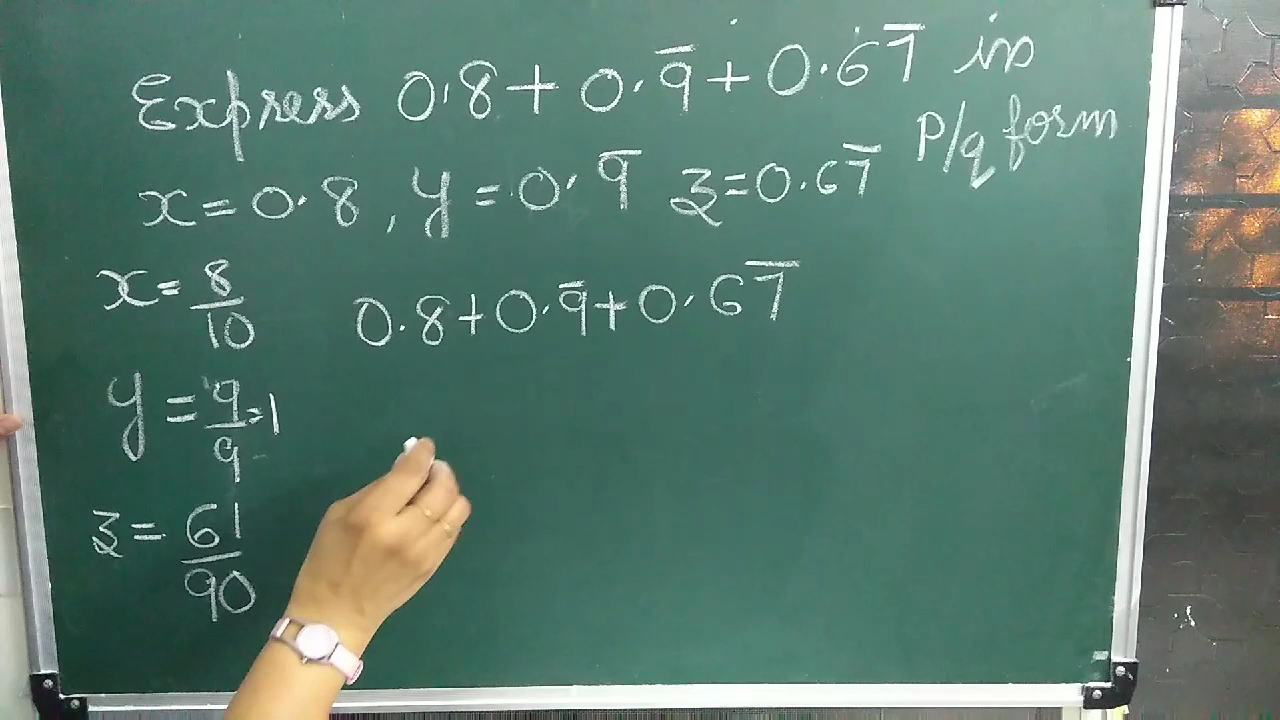 Express 0.8 + 0.9̅ + 0.67̅ in
P/q form
x = 0.8, y = 0.9̅ z = 0.67̅
x = 8/10
0.8 + 0.9̅ + 0.67̅
y = 9/9 = 1
z = 61/90